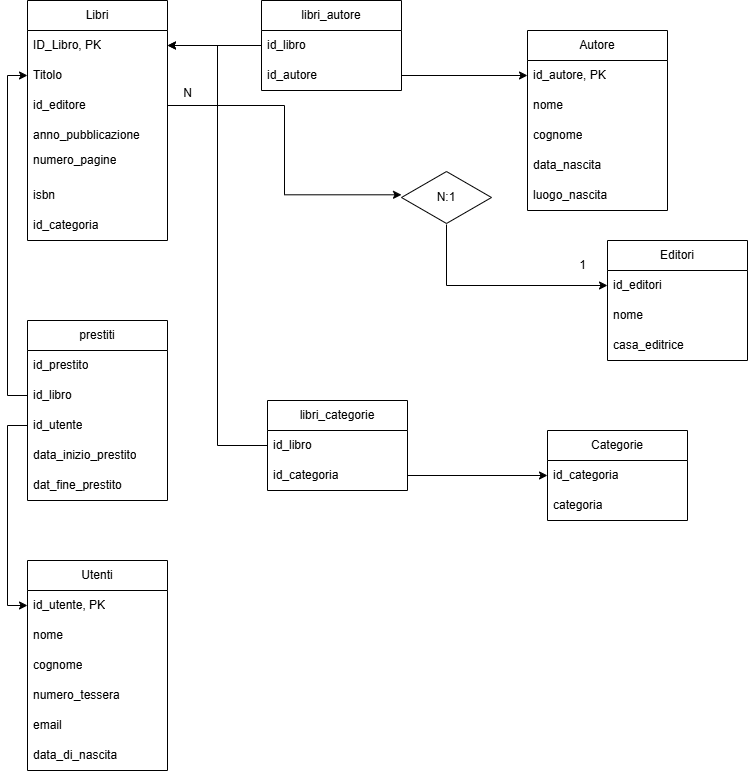 Libri
ID_Libro, PK
Titolo
id_editore
anno_pubblicazione
numero_pagine
isbn
id_categoria
libri_autore
id_libro
id_autore
Autore
id_autore, PK
nome
cognome
data_nascita
luogo_nascita
N
N:1
1
Editori
id_editori
nome
casa_editrice
prestiti
id_prestito
id_libro
id_utente
data_inizio_prestito
dat_fine_prestito
libri_categorie
id_libro
id_categoria
Categorie
id_categoria
categoria
Utenti
id_utente, PK
nome
cognome
numero_tessera
email
data_di_nascita